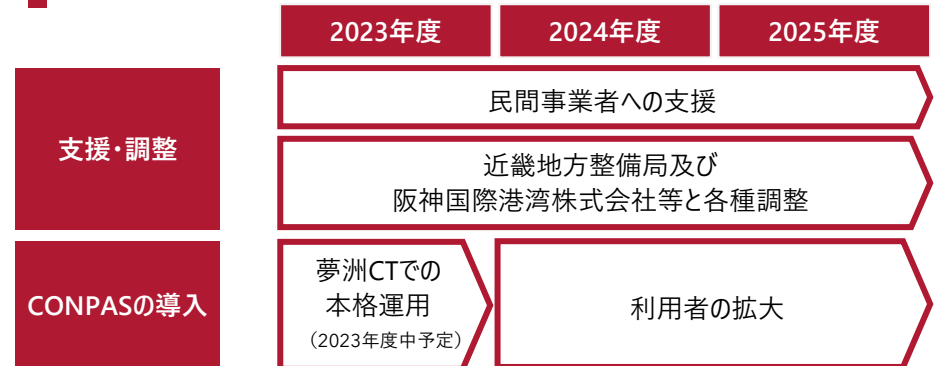 2023年度
2024年度
2025年度
支援・調整
民間事業者への支援
近畿地方整備局及び
阪神国際港湾株式会社等と各種調整
CONPASの導入
夢洲CTでの
本格運用
（2023年度中予定）
利用者の拡大